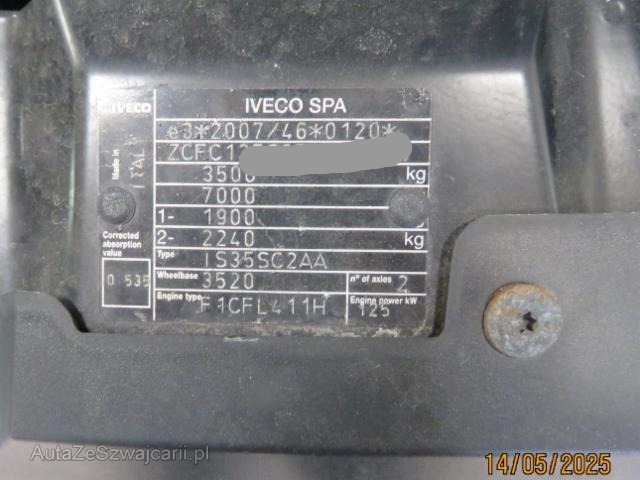 IVECO
IVECO SPA
e3*2007/46*0120*
Made in
ITALY
3500 kg
7000
1- 1900
2- 2240 kg
Corrected absorption value
0 535
Type IS35SC2AA
Wheelbase 3520 n° of axles 2
Engine type F1CFL411H Engine power kW 125
AutaZeSzwajcarii.pl
14/05/2025